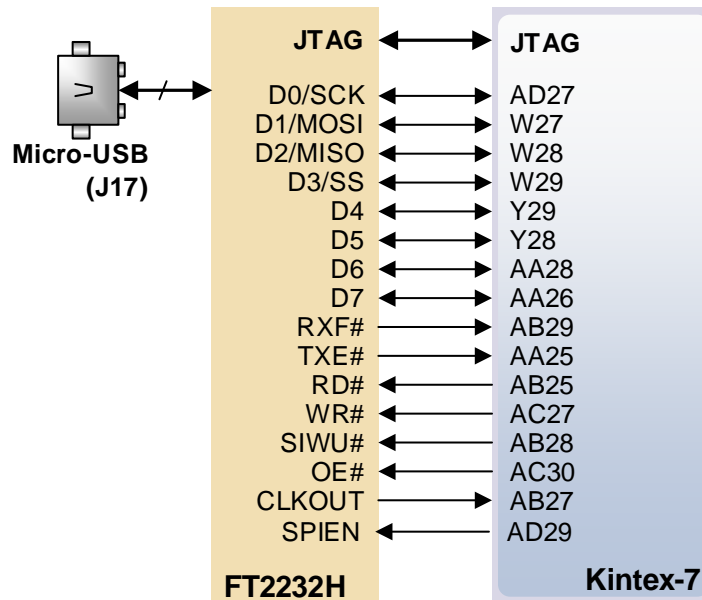 JTAG JTAG
D0/SCK AD27
D1/MOSI W27
D2/MISO W28
D3/SS W29
D4 Y29
D5 Y28
D6 AA28
D7 AA26
RXF# AB29
TXE# AA25
RD# AB25
WR# AC27
SIWU# AB28
OE# AC30
CLKOUT AB27
SPIEN AD29
Micro-USB
(J17)
FT2232H
Kintex-7